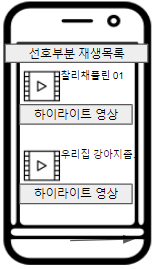 선호부분 재생목록
찰리채플린 01
하이라이트 영상
우리집 강아지즐.
하이라이트 영상